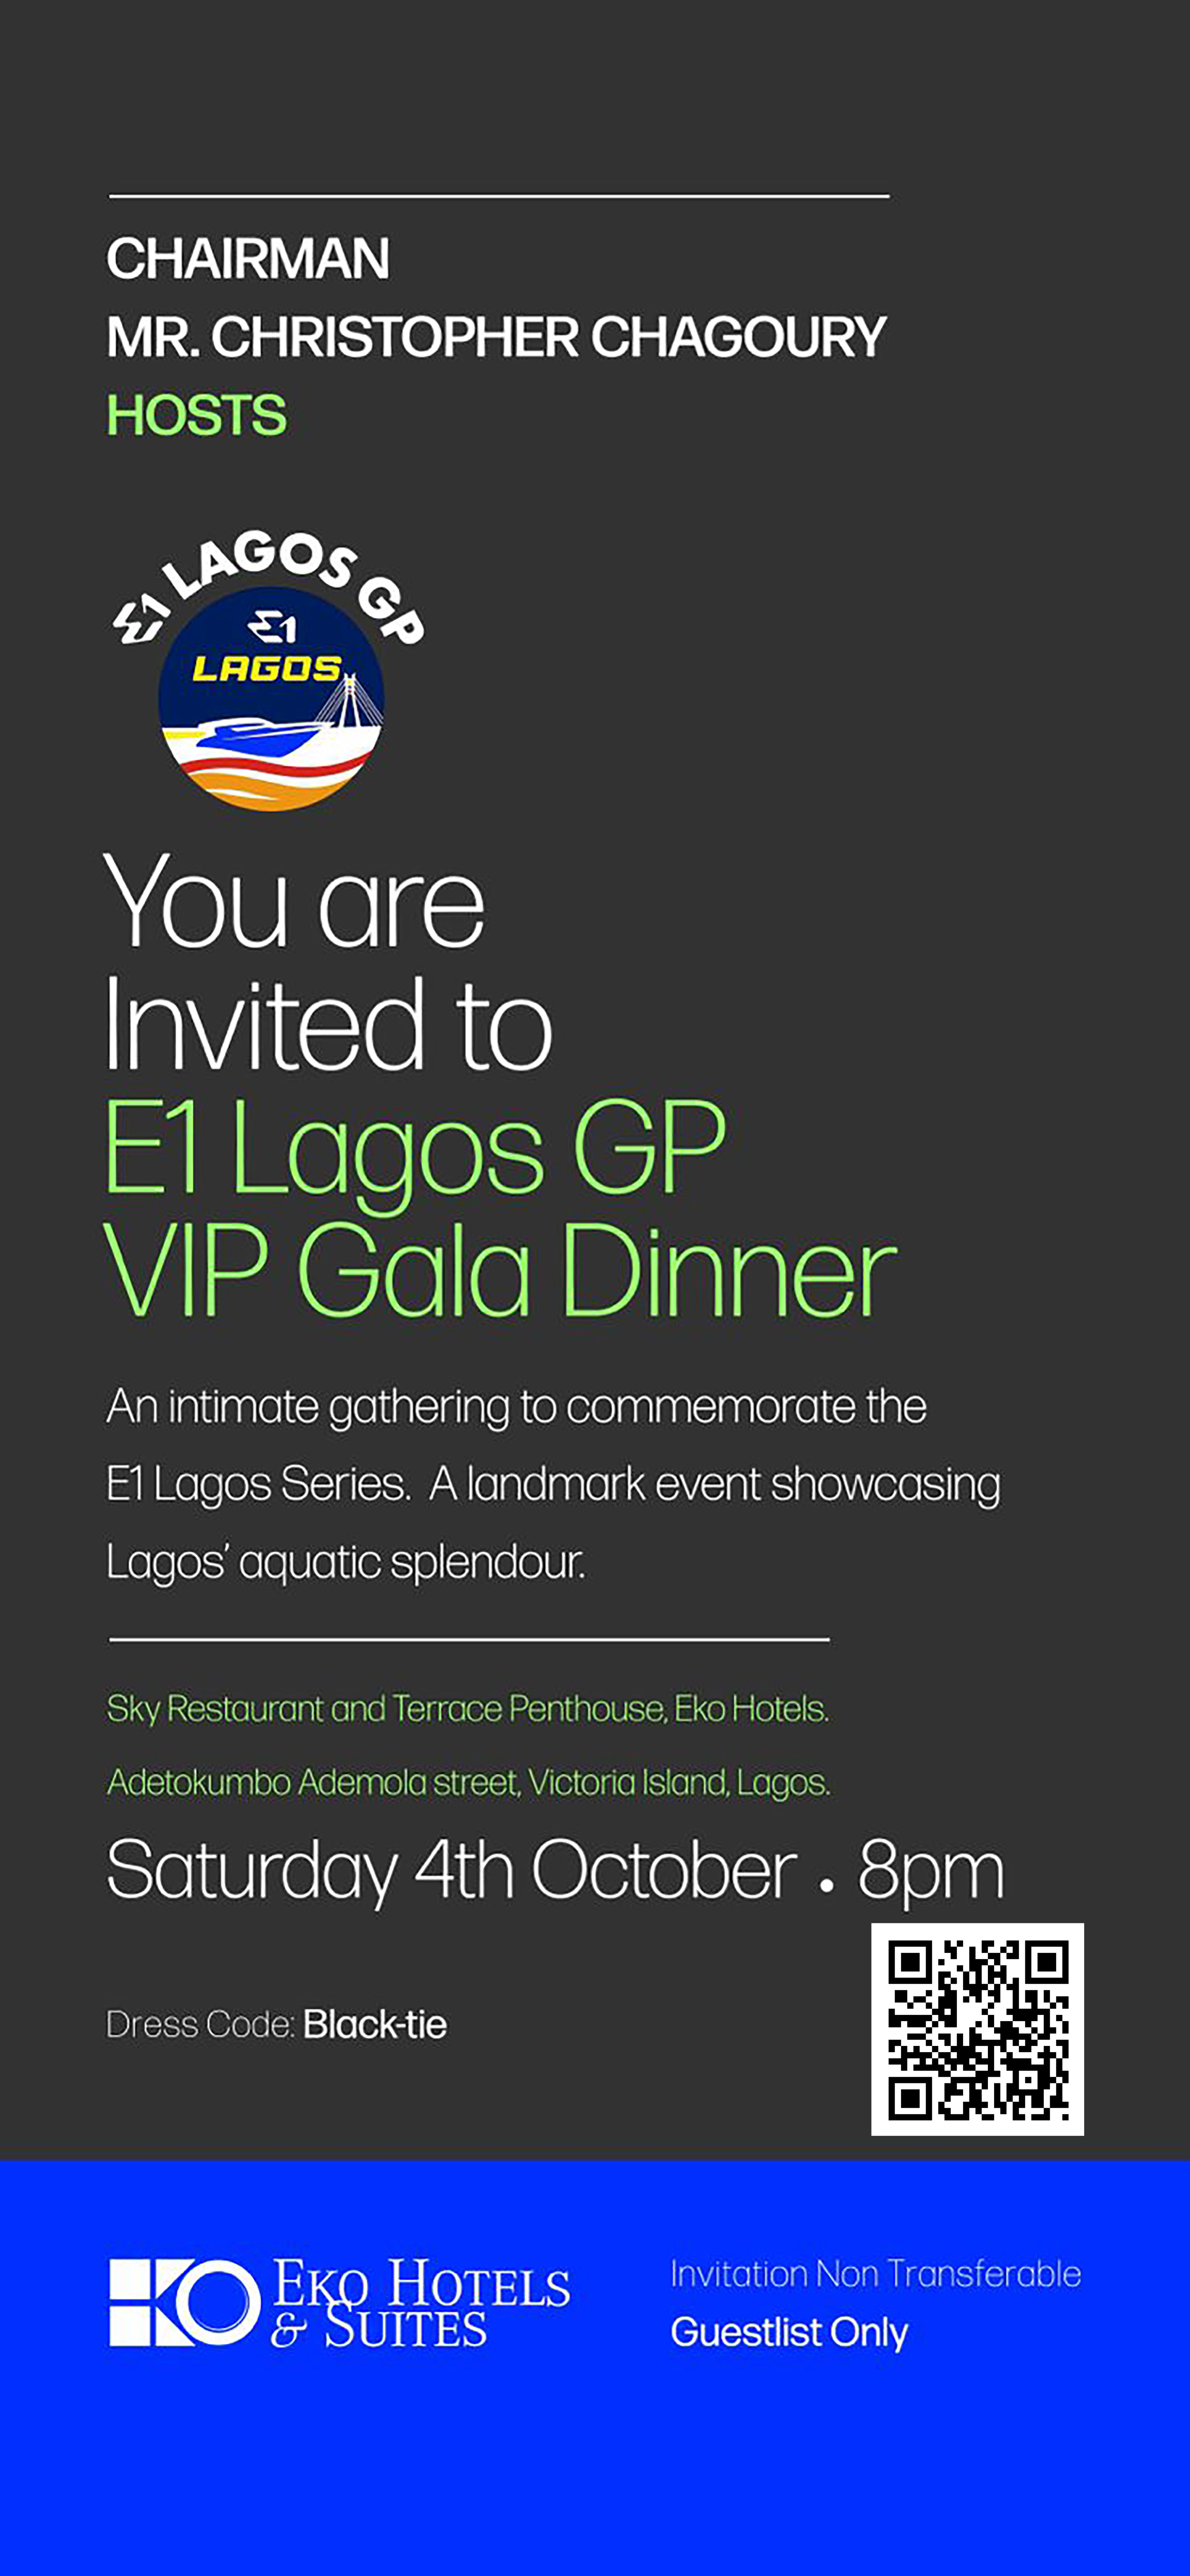 CHAIRMAN
MR. CHRISTOPHER CHAGOURY
HOSTS
E1 LAGOS GP
E1
LAGOS
You are
Invited to
E1 Lagos GP
VIP Gala Dinner
An intimate gathering to commemorate the
E1 Lagos Series. A landmark event showcasing
Lagos’ aquatic splendour.
Sky Restaurant and Terrace Penthouse, Eko Hotels.
Adetokumbo Ademola street, Victoria Island, Lagos.
Saturday 4th October . 8pm
Dress Code: Black-tie
EKO HOTELS
& SUITES
Invitation Non Transferable
Guestlist Only